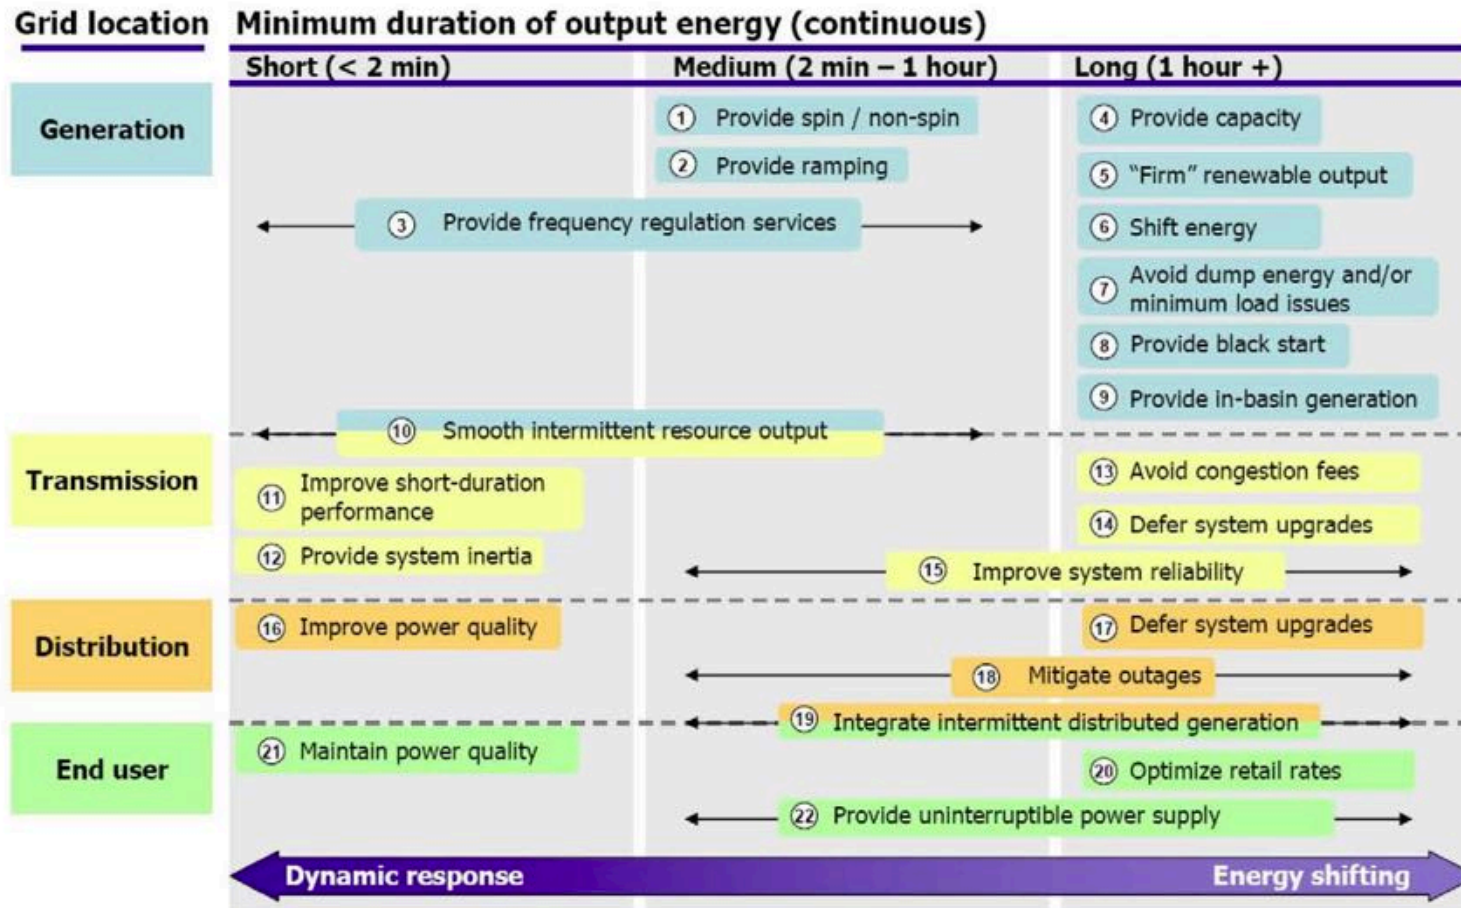 Grid location
Minimum duration of output energy (continuous)
Short (< 2 min)
Medium (2 min – 1 hour)
Long (1 hour +)
Generation
1 Provide spin / non-spin
2 Provide ramping
3 Provide frequency regulation services
4 Provide capacity
5 “Firm” renewable output
6 Shift energy
7 Avoid dump energy and/or
minimum load issues
8 Provide black start
9 Provide in-basin generation
10 Smooth intermittent resource output
Transmission
11 Improve short-duration
performance
12 Provide system inertia
13 Avoid congestion fees
14 Defer system upgrades
15 Improve system reliability
Distribution
16 Improve power quality
17 Defer system upgrades
18 Mitigate outages
19 Integrate intermittent distributed generation
End user
21 Maintain power quality
20 Optimize retail rates
22 Provide uninterruptible power supply
Dynamic response
Energy shifting